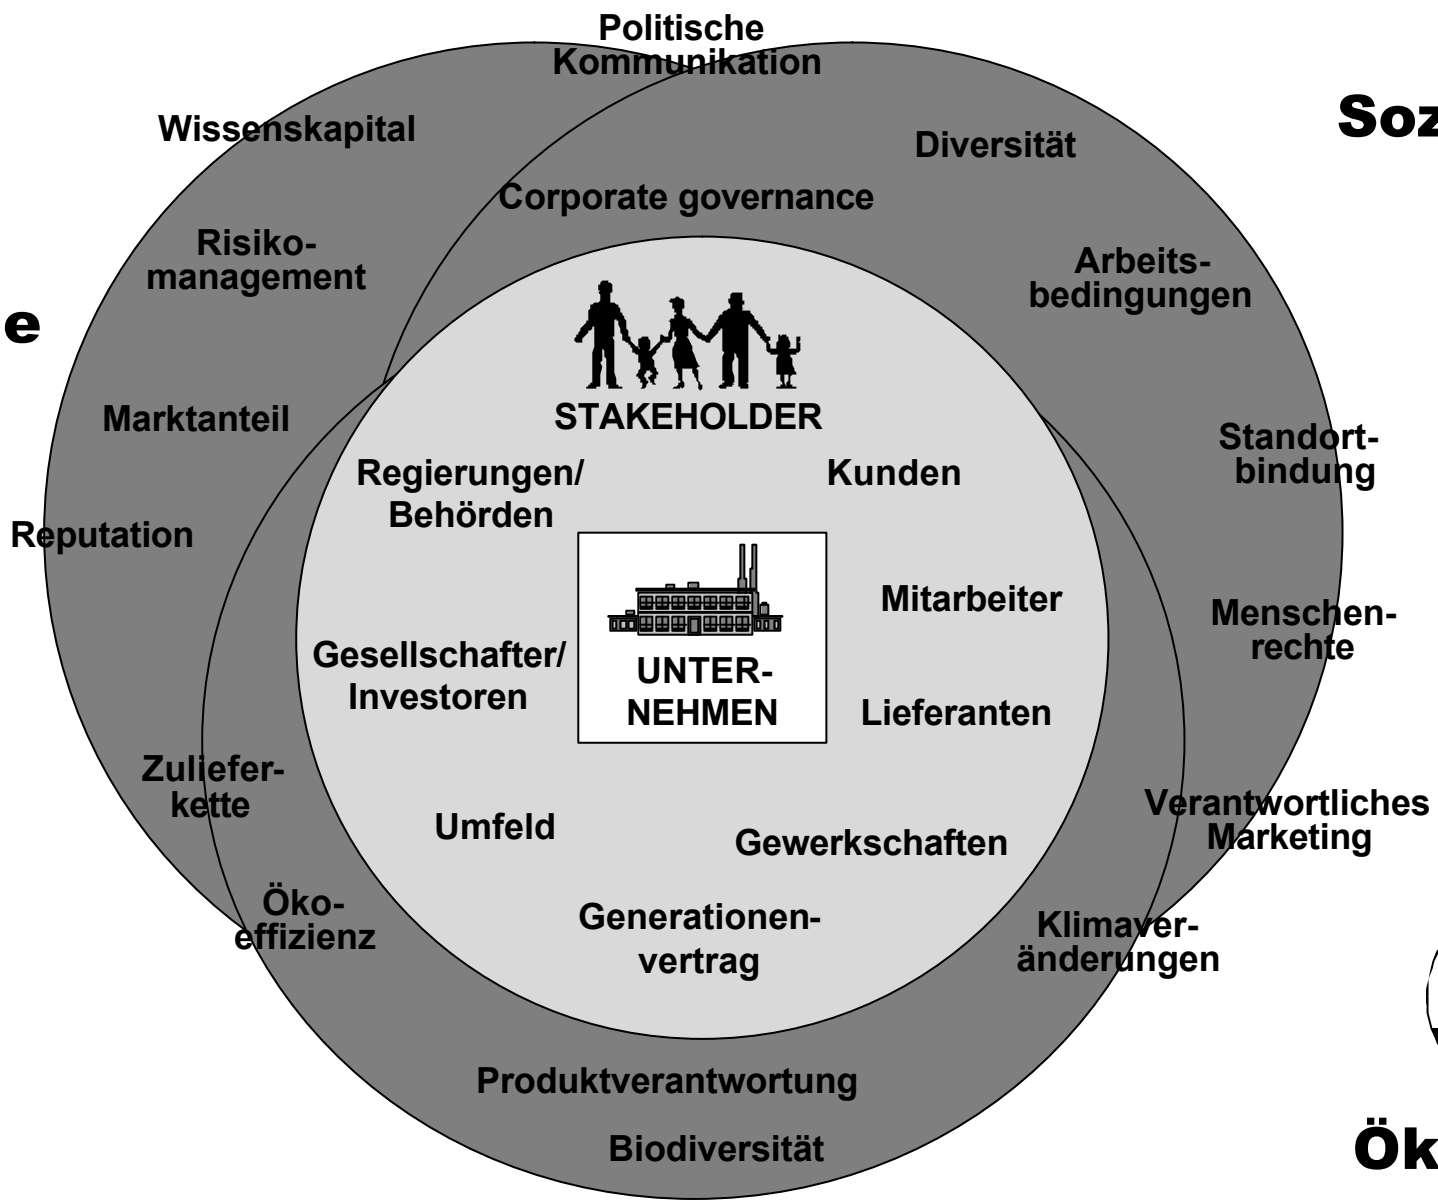 Politische
Kommunikation
Soz
Wissenskapital
Diversität
Corporate governance
Risiko-
management
Arbeits-
bedingungen
e
STAKEHOLDER
Marktanteil
Standort-
bindung
Regierungen/
Behörden
Kunden
Reputation
Mitarbeiter
Menschen-
rechte
Gesellschafter/
Investoren
UNTER-
NEHMEN
Lieferanten
Zuliefer-
kette
Verantwortliches
Marketing
Umfeld
Gewerkschaften
Öko-
effizienz
Generationen-
vertrag
Klimaver-
änderungen
Produktverantwortung
Biodiversität
Ök